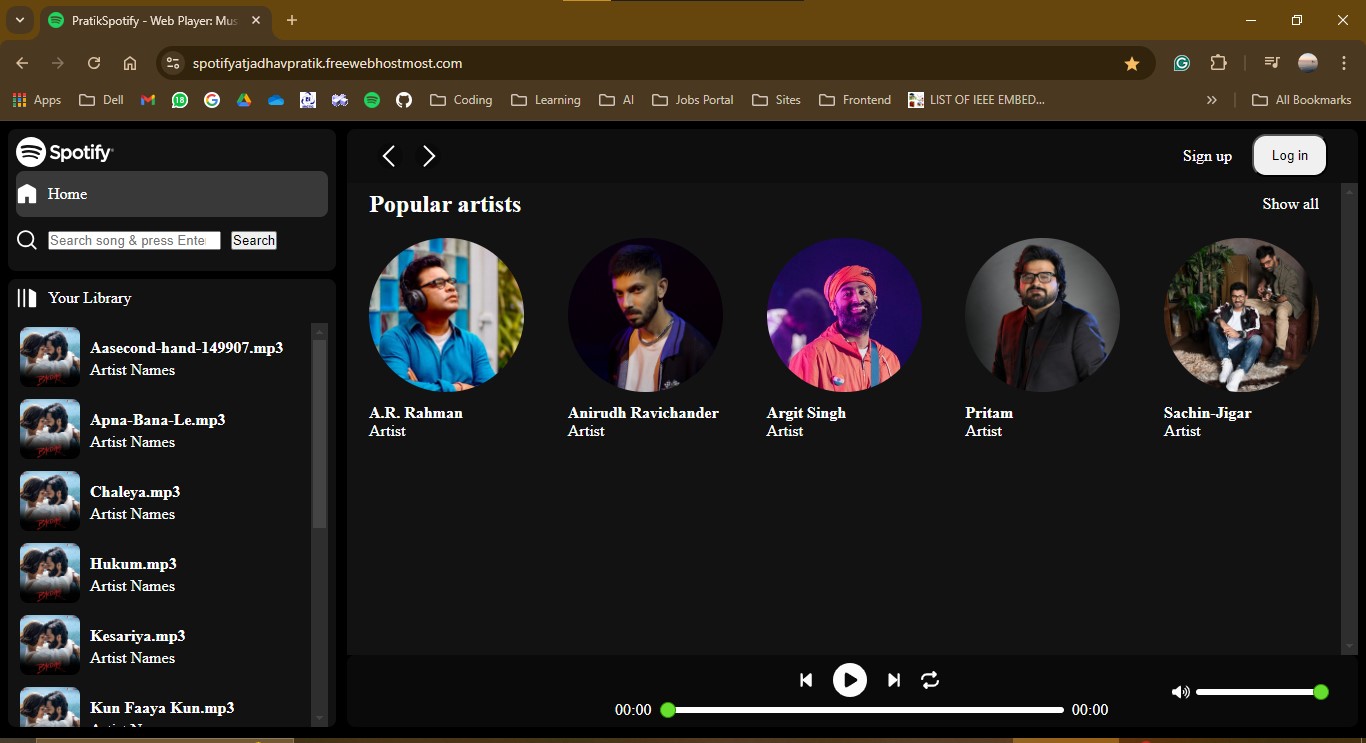 PratikSpotify - Web Player: Mus
spotifyatjadhavpratik.freewebhostmost.com
Apps Dell 18 Coding Learning AI Jobs Portal Sites Frontend LIST OF IEEE EMBED... » All Bookmarks
Spotify
Home
Search song & press Enter
Search
Your Library
Aasecond-hand-149907.mp3
Artist Names
Apna-Bana-Le.mp3
Artist Names
Chaleya.mp3
Artist Names
Hukum.mp3
Artist Names
Kesariya.mp3
Artist Names
Kun Faaya Kun.mp3
Sign up
Log in
Popular artists
Show all
A.R. Rahman
Artist
Anirudh Ravichander
Artist
Argit Singh
Artist
Pritam
Artist
Sachin-Jigar
Artist
00:00
00:00